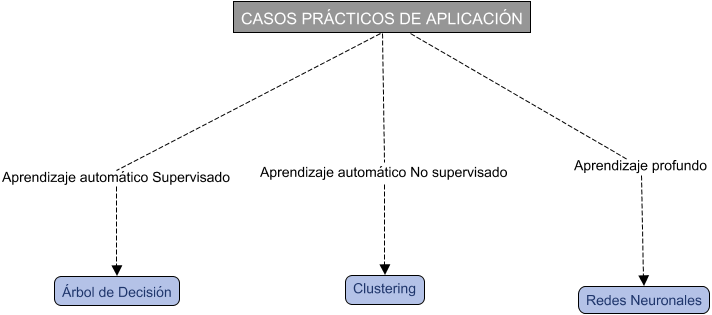 CASOS PRÁCTICOS DE APLICACIÓN
Aprendizaje automático Supervisado
Aprendizaje automático No supervisado
Aprendizaje profundo
Árbol de Decisión
Clustering
Redes Neuronales